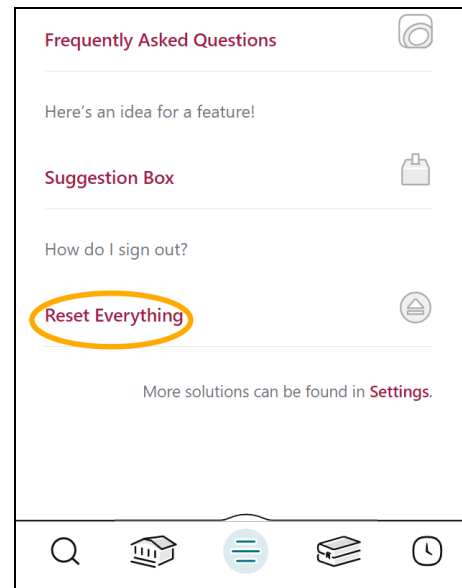 Frequently Asked Questions
Here's an idea for a feature!
Suggestion Box
How do I sign out?
Reset Everything
More solutions can be found in Settings.